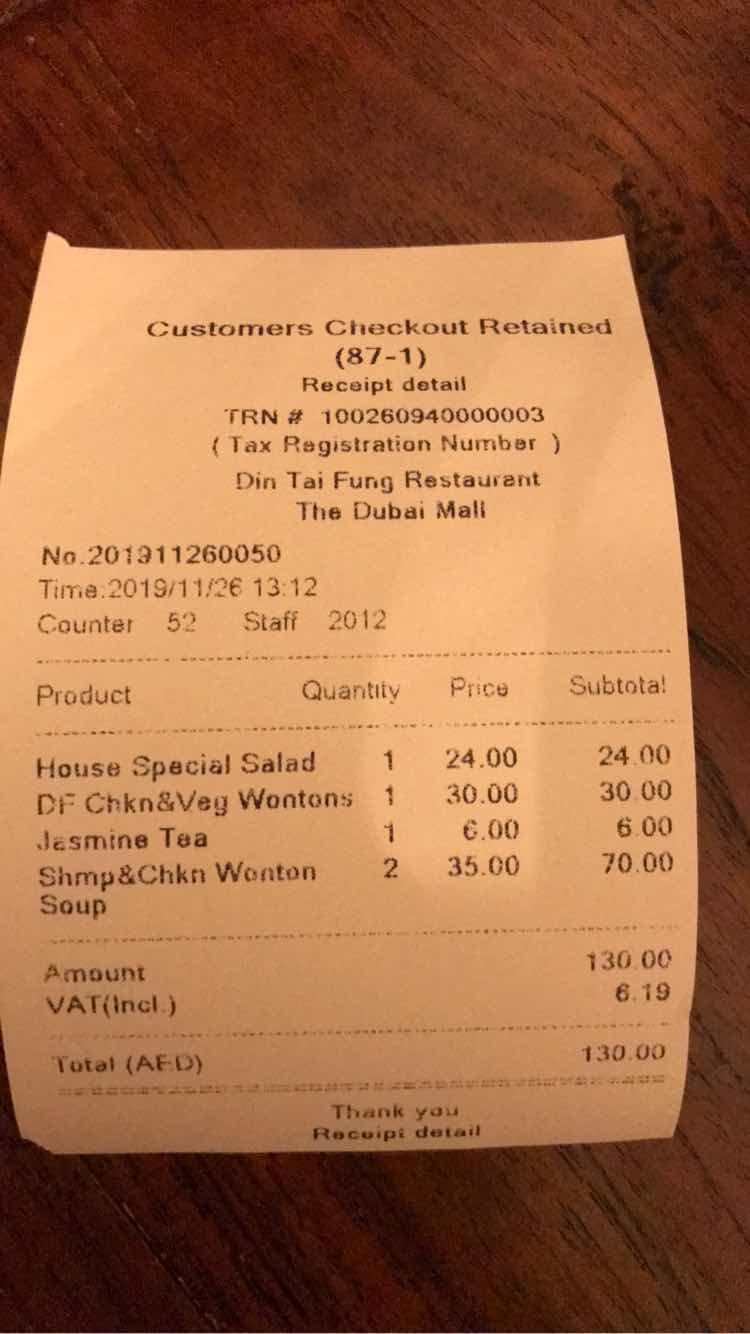 Customers Checkout Retained
(87-1)
Receipt detail
TRN # 100260940000003
( Tax Registration Number )
Din Tai Fung Restaurant
The Dubai Mall
No.201911260050
Time:2019/11/26 13:12
Counter 52 Staff 2012
Product Quantity Price Subtotal
House Special Salad 1 24.00 24.00
DF Chkn&Veg Wontons 1 30.00 30.00
Jasmine Tea 1 6.00 6.00
Shmp&Chkn Wonton 2 35.00 70.00
Soup
Amount 130.00
VAT(Incl.) 6.19
Total (AED) 130.00
Thank you
Receipt detail